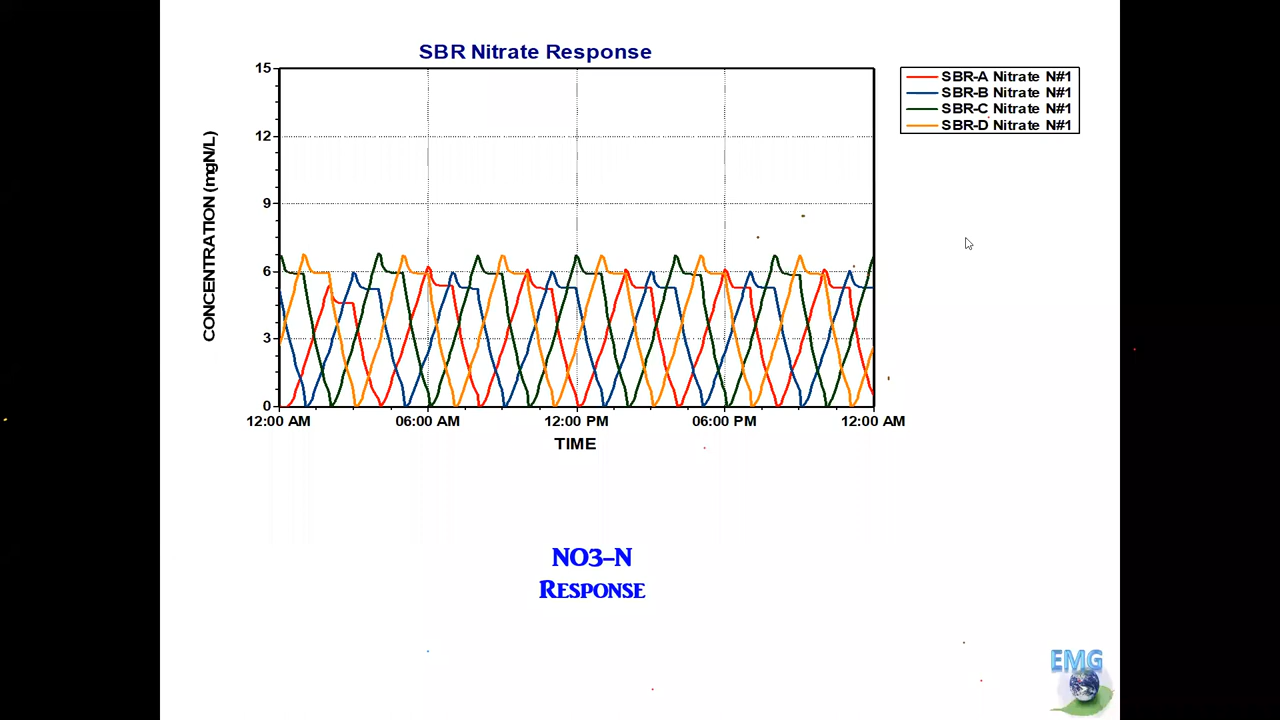 SBR Nitrate Response
15
12
9
6
3
0
CONCENTRATION (mgN/L)
12:00 AM
06:00 AM
12:00 PM
06:00 PM
12:00 AM
TIME
SBR-A Nitrate N#1
SBR-B Nitrate N#1
SBR-C Nitrate N#1
SBR-D Nitrate N#1
NO3-N
RESPONSE
EMG